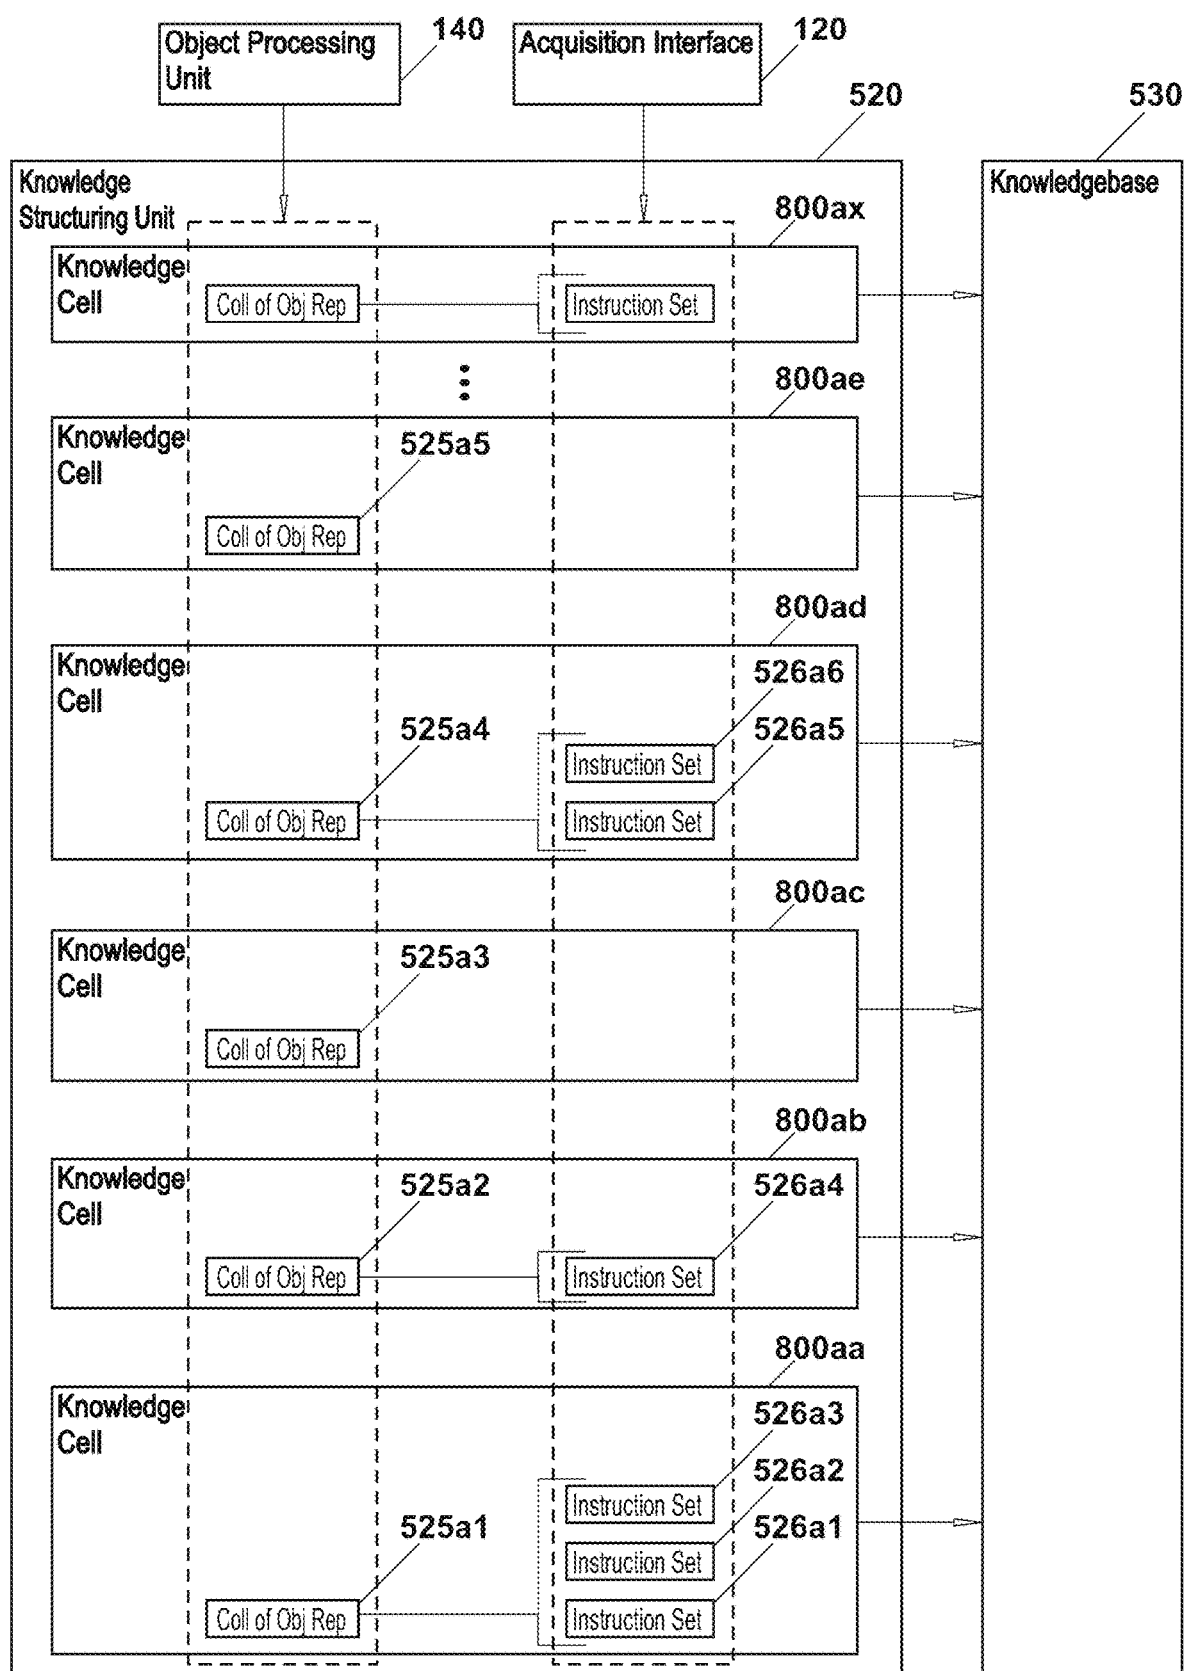 Object Processing
Unit
140
Acquisition Interface
120
520
530
Knowledge
Structuring Unit
Knowledgebase
800ax
Knowledge
Cell
Coll of Obj Rep
Instruction Set
800ae
Knowledge
Cell
525a5
Coll of Obj Rep
800ad
Knowledge
Cell
526a6
525a4
526a5
Instruction Set
Coll of Obj Rep
Instruction Set
800ac
Knowledge
Cell
525a3
Coll of Obj Rep
800ab
Knowledge
Cell
525a2
526a4
Coll of Obj Rep
Instruction Set
800aa
Knowledge
Cell
526a3
526a2
Instruction Set
525a1
526a1
Instruction Set
Coll of Obj Rep
Instruction Set